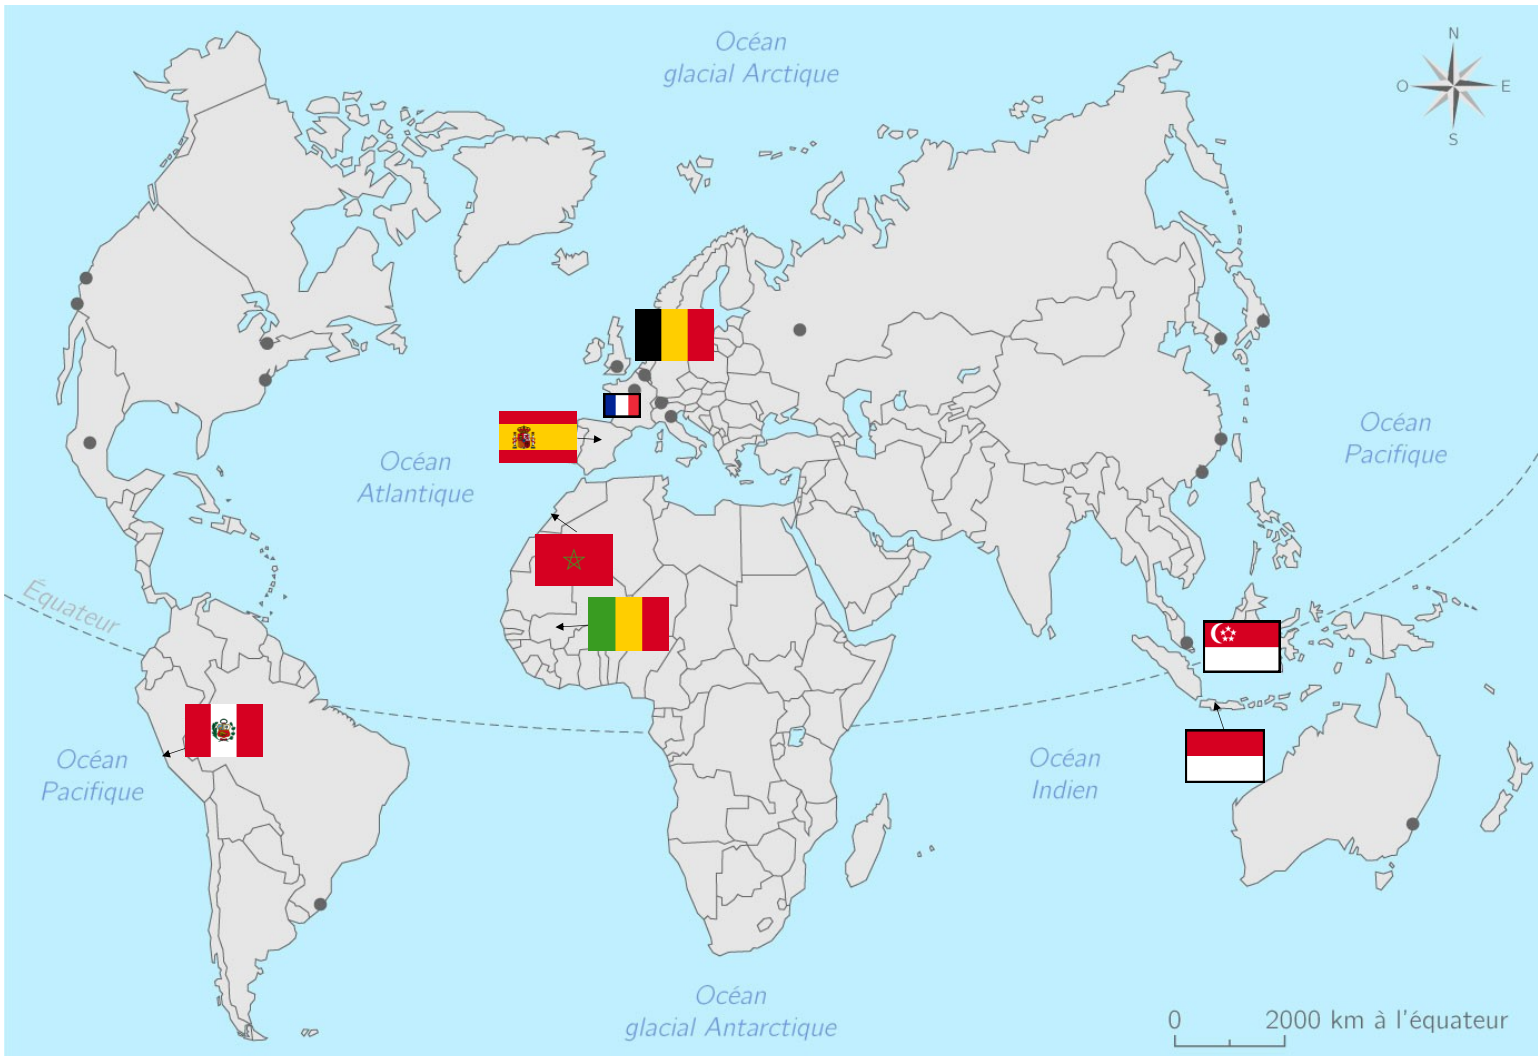 Océan
glacial Arctique
N
O
E
S
Océan
Pacifique
Océan
Atlantique
Équateur
Océan
Pacifique
Océan
Indien
Océan
glacial Antarctique
0
2000 km à l'équateur